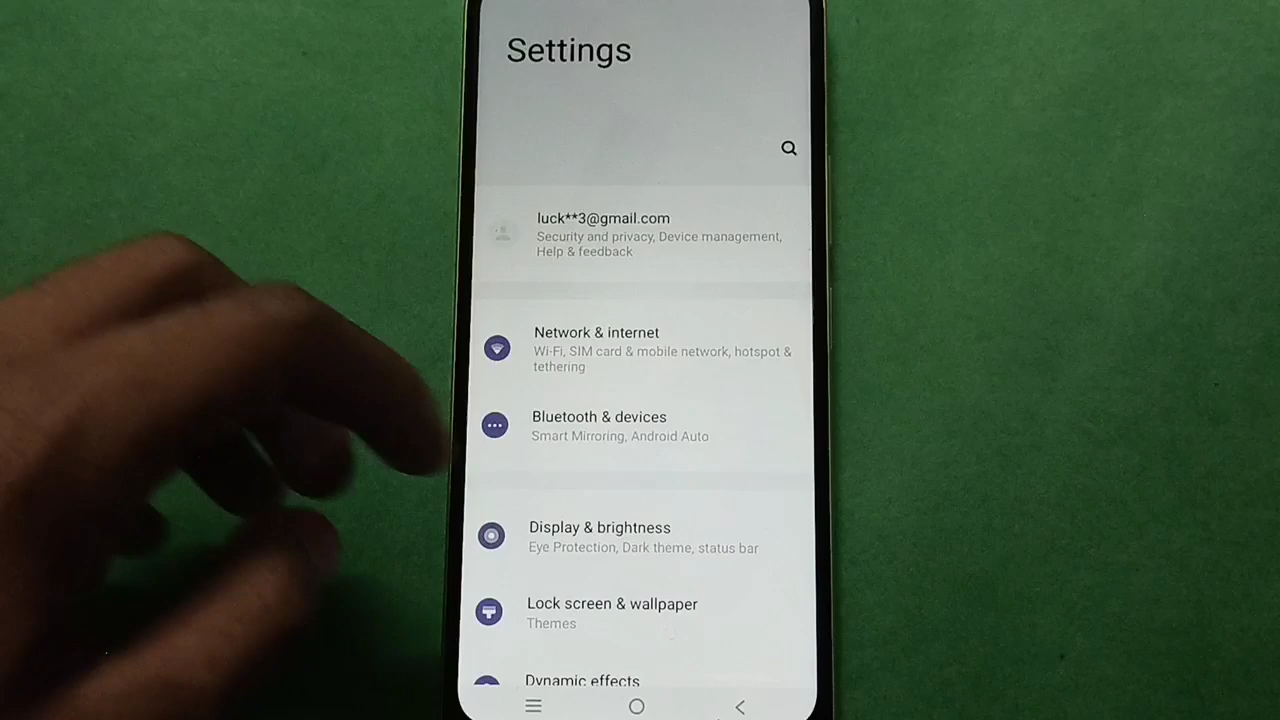 Settings
luck**3@gmail.com
Security and privacy, Device management,
Help & feedback
Network & internet
Wi-Fi, SIM card & mobile network, hotspot &
tethering
Bluetooth & devices
Smart Mirroring, Android Auto
Display & brightness
Eye Protection, Dark theme, status bar
Lock screen & wallpaper
Themes
Dynamic effects